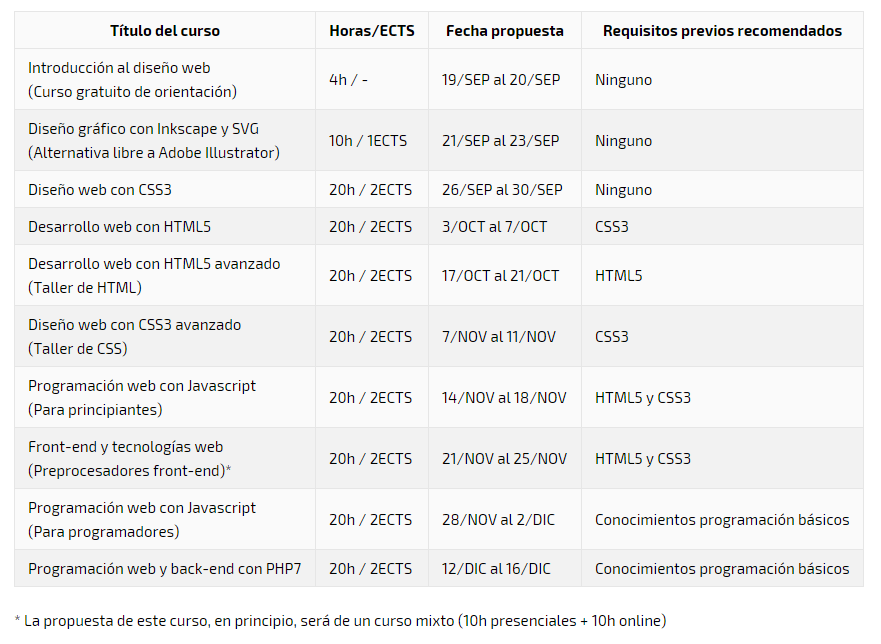 Título del curso Horas/ECTS Fecha propuesta Requisitos previos recomendados
Introducción al diseño web
(Curso gratuito de orientación) 4h / - 19/SEP al 20/SEP Ninguno
Diseño gráfico con Inkscape y SVG
(Alternativa libre a Adobe Illustrator) 10h / 1ECTS 21/SEP al 23/SEP Ninguno
Diseño web con CSS3 20h / 2ECTS 26/SEP al 30/SEP Ninguno
Desarrollo web con HTML5 20h / 2ECTS 3/OCT al 7/OCT CSS3
Desarrollo web con HTML5 avanzado
(Taller de HTML) 20h / 2ECTS 17/OCT al 21/OCT HTML5
Diseño web con CSS3 avanzado
(Taller de CSS) 20h / 2ECTS 7/NOV al 11/NOV CSS3
Programación web con Javascript
(Para principiantes) 20h / 2ECTS 14/NOV al 18/NOV HTML5 y CSS3
Front-end y tecnologías web
(Preprocesadores front-end)* 20h / 2ECTS 21/NOV al 25/NOV HTML5 y CSS3
Programación web con Javascript
(Para programadores) 20h / 2ECTS 28/NOV al 2/DIC Conocimientos programación básicos
Programación web y back-end con PHP7 20h / 2ECTS 12/DIC al 16/DIC Conocimientos programación básicos
* La propuesta de este curso, en principio, será de un curso mixto (10h presenciales + 10h online)